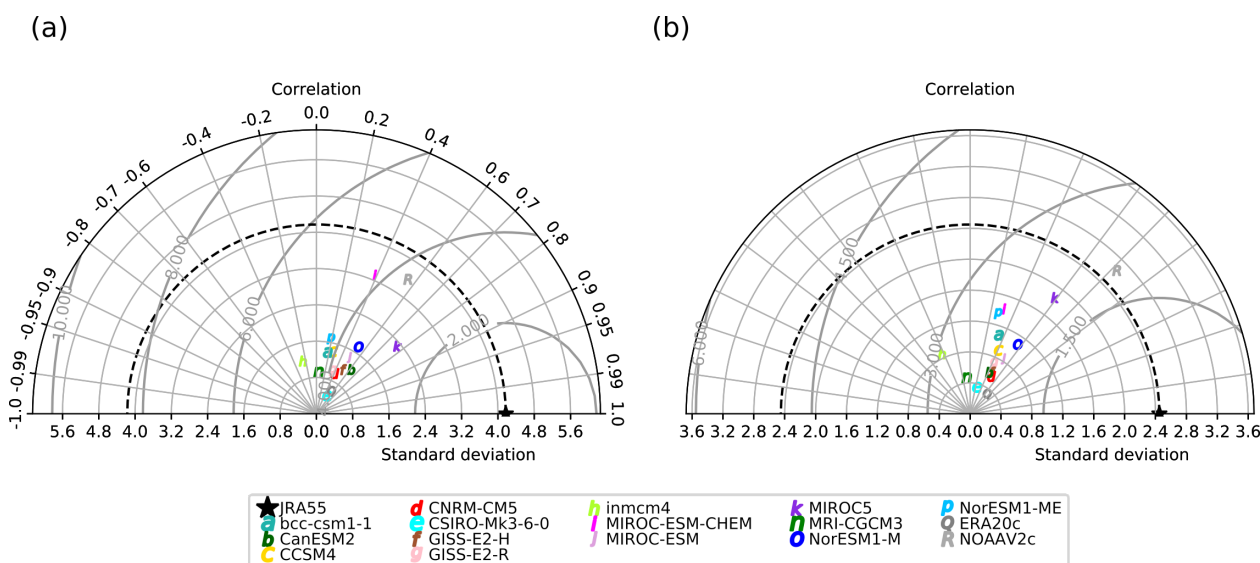 (a)
(b)
Correlation
Correlation
-1.0 -0.99 -0.95 -0.9 -0.8 -0.7 -0.6 -0.4 -0.2 0.0 0.2 0.4 0.6 0.7 0.8 0.9 0.95 0.99 1.0
10.000 8.000 6.000 2.000
l R p o k a h n J f b
6.000 4.500 3.000 1.500
R k p l a o c h n b d e Q
5.6 4.8 4.0 3.2 2.4 1.6 0.8 0.0 0.8 1.6 2.4 3.2 4.0 4.8 5.6
3.6 3.2 2.8 2.4 2.0 1.6 1.2 0.8 0.4 0.0 0.4 0.8 1.2 1.6 2.0 2.4 2.8 3.2 3.6
Standard deviation
Standard deviation
JRA55 d CNRM-CM5 h inmcm4 k MIROC5 p NorESM1-ME
a bcc-csm1-1 e CSIRO-Mk3-6-0 l MIROC-ESM-CHEM n MRI-CGCM3 Q ERA20c
b CanESM2 f GISS-E2-H J MIROC-ESM o NorESM1-M R NOAAV2c
c CCSM4 g GISS-E2-R